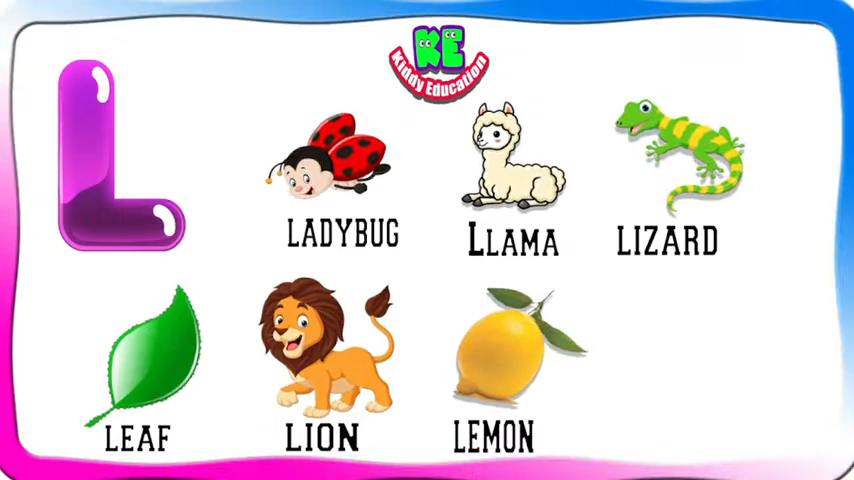 KE
Kiddy Education
L
LADYBUG
LLAMA
LIZARD
LEAF
LION
LEMON